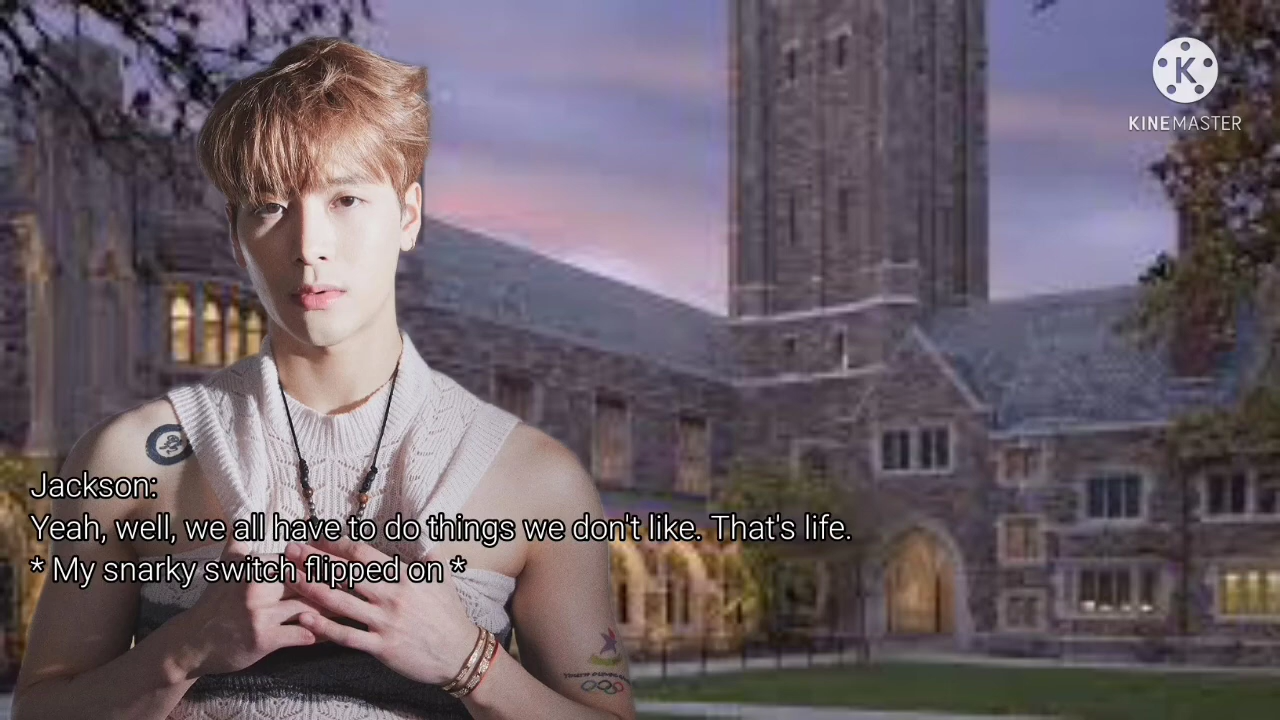 KINEMASTER
Jackson:
Yeah, well, we all have to do things we don't like. That's life.
* My snarky switch flipped on *